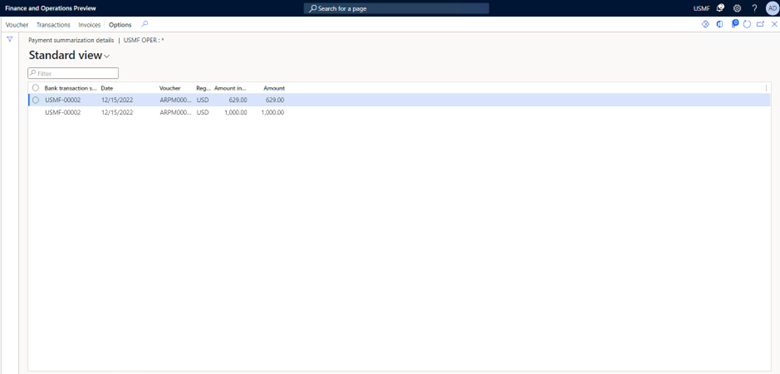 Finance and Operations Preview Search for a page USMF ? AD
Voucher Transactions Invoices Options
Payment summarization details | USMF OPER : *
Standard view
Filter
Bank transaction s... Date Voucher Reg... Amount in... Amount
USMF-00002 12/15/2022 ARPM000... USD 629.00 629.00
USMF-00002 12/15/2022 ARPM000... USD 1,000.00 1,000.00